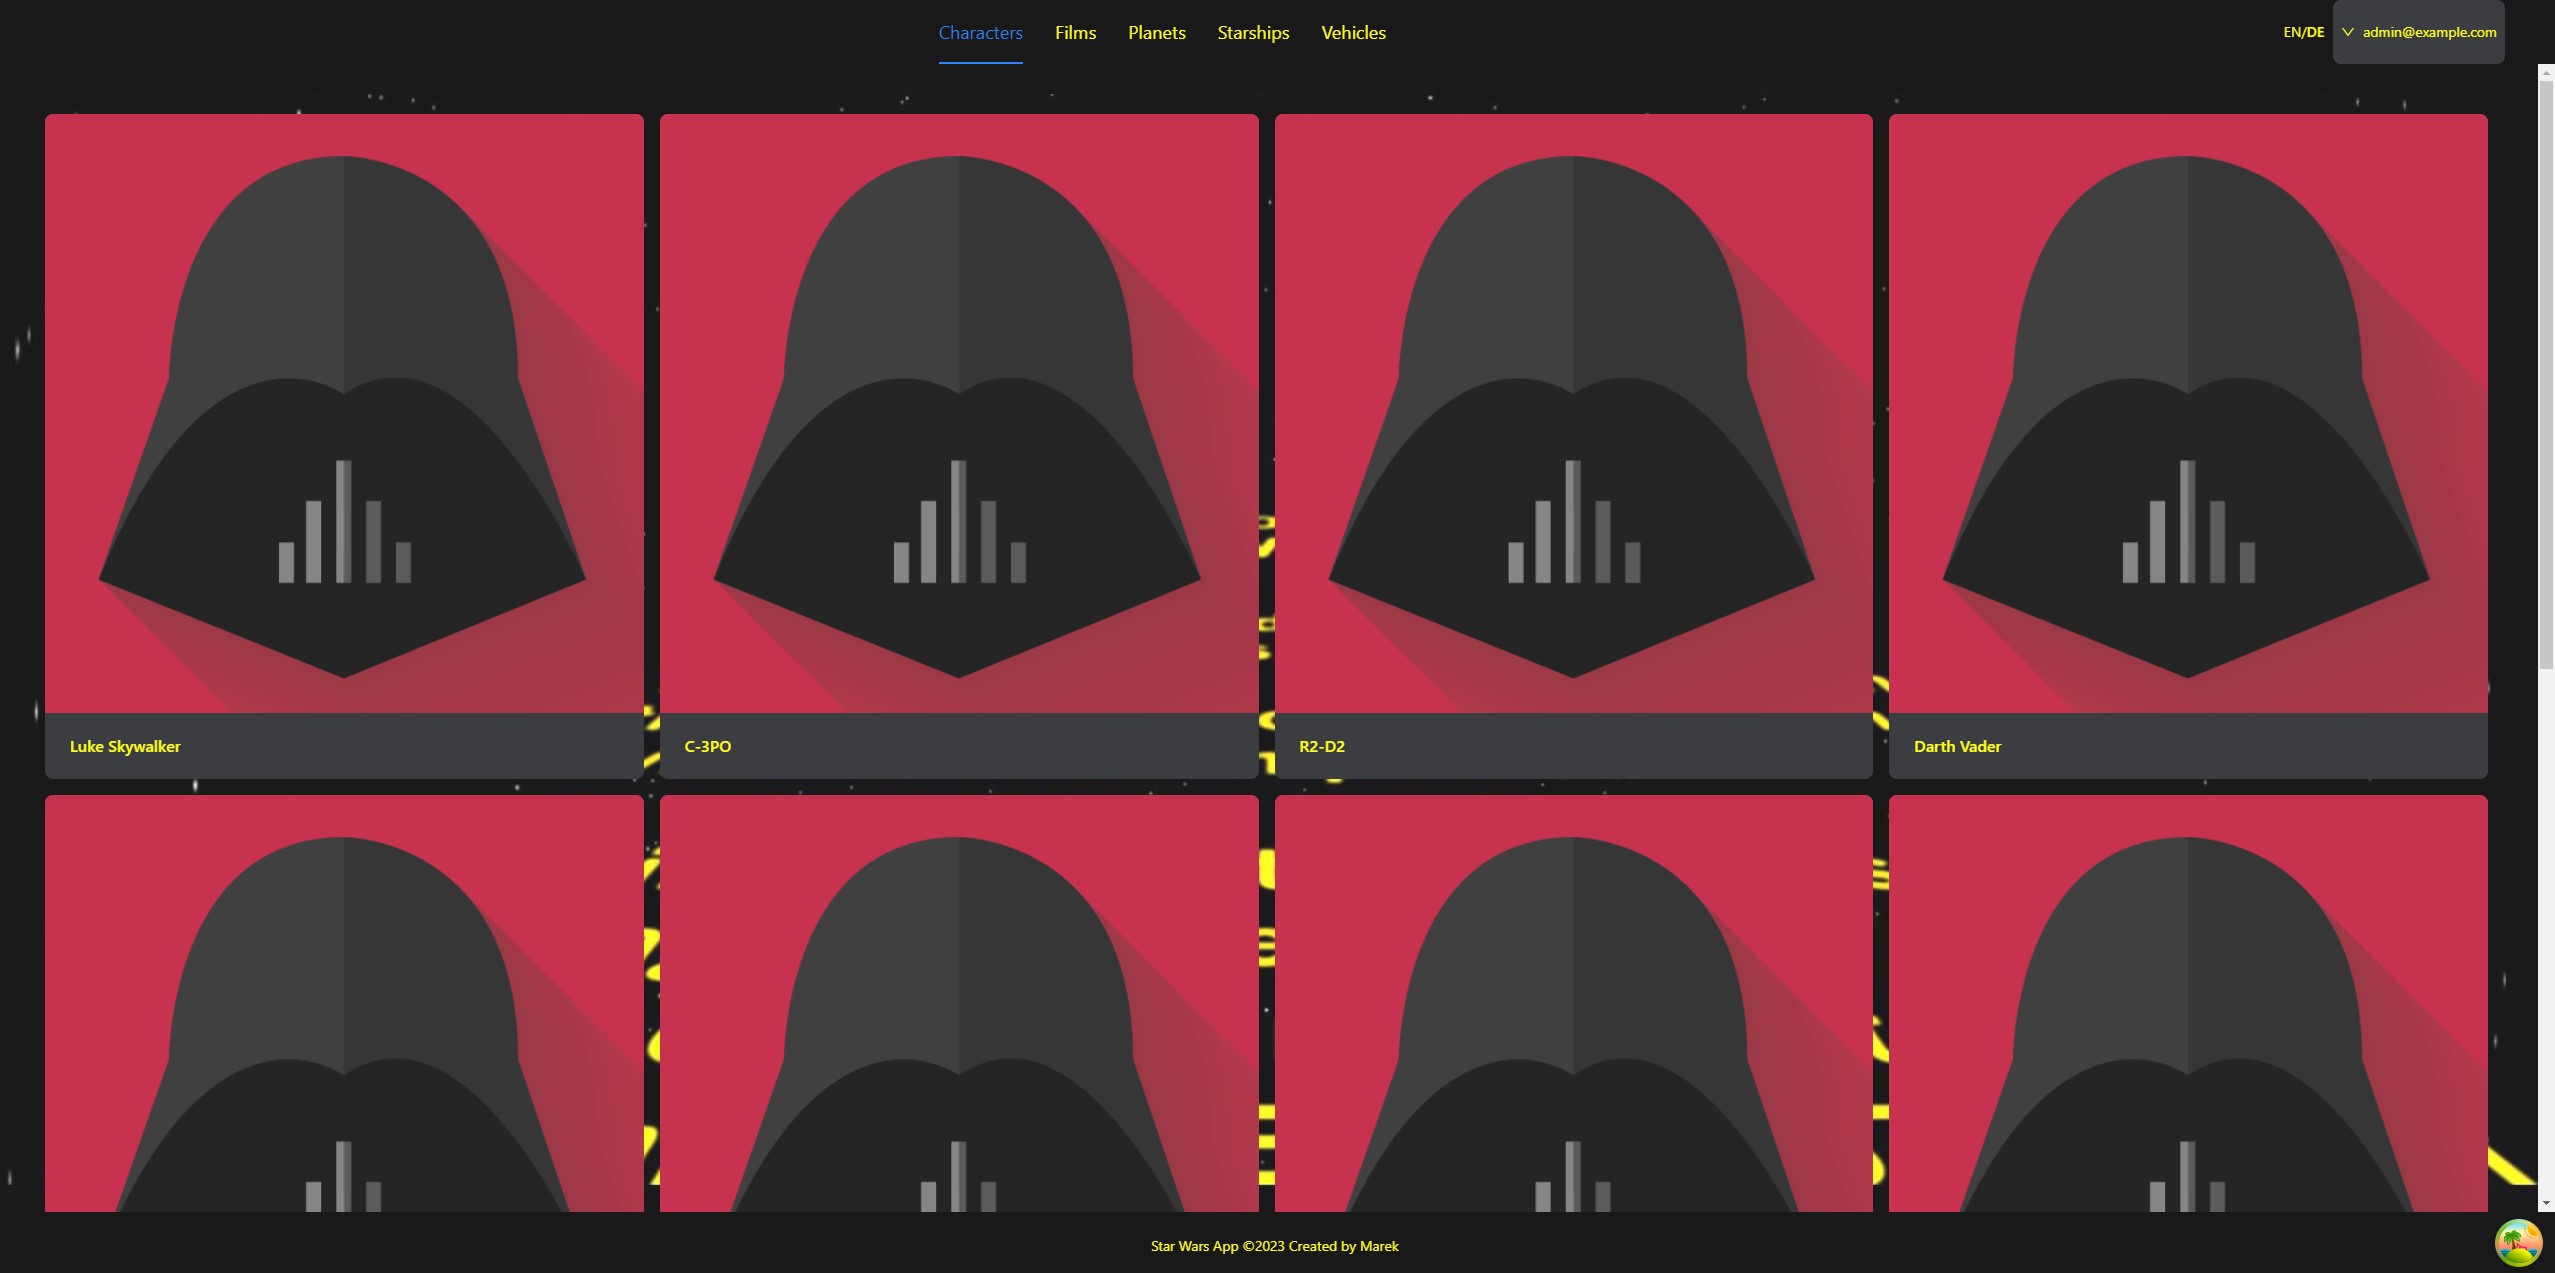 Characters Films Planets Starships Vehicles EN/DE admin@example.com
Luke Skywalker C-3PO R2-D2 Darth Vader
Star Wars App ©2023 Created by Marek